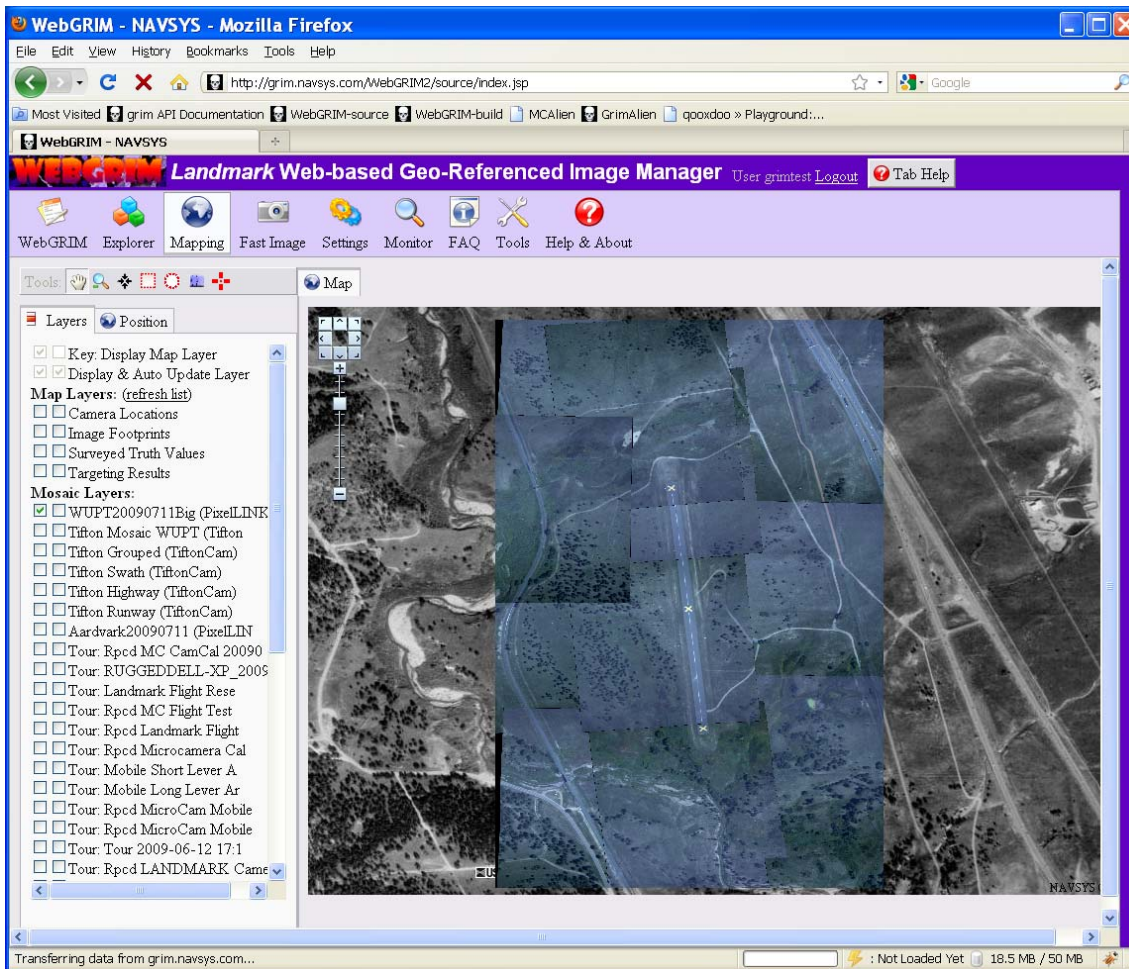 WebGRIM - NAVSYS - Mozilla Firefox
File Edit View History Bookmarks Tools Help
http://grim.navsys.com/WebGRIM2/source/index.jsp
Google
Most Visited grim API Documentation WebGRIM-source WebGRIM-build MCAlien GrimAlien qooxdoo » Playground:...
WebGRIM - NAVSYS
WEBGRIM Landmark Web-based Geo-Referenced Image Manager User grimtest Logout Tab Help
WebGRIM Explorer Mapping Fast Image Settings Monitor FAQ Tools Help & About
Tools:
Map
Layers Position
Key: Display Map Layer
Display & Auto Update Layer
Map Layers: (refresh list)
Camera Locations
Image Footprints
Surveyed Truth Values
Targeting Results
Mosaic Layers:
WUPT20090711Big (PixelLINK
Tifton Mosaic WUPT (Tifton
Tifton Grouped (TiftonCam)
Tifton Swath (TiftonCam)
Tifton Highway (TiftonCam)
Tifton Runway (TiftonCam)
Aardvark20090711 (PixelLIN
Tour: Rpcd MC CamCal 20090
Tour: RUGGEDDELL-XP_2009
Tour: Landmark Flight Rese
Tour: Rpcd MC Flight Test
Tour: Rpcd Landmark Flight
Tour: Rpcd Microcamera Cal
Tour: Mobile Short Lever A
Tour: Mobile Long Lever Ar
Tour: Rpcd MicroCam Mobile
Tour: Rpcd MicroCam Mobile
Tour: Tour 2009-06-12 17:1
Tour: Rpcd LANDMARK Came
NAVSYS
Transferring data from grim.navsys.com... : Not Loaded Yet 18.5 MB / 50 MB